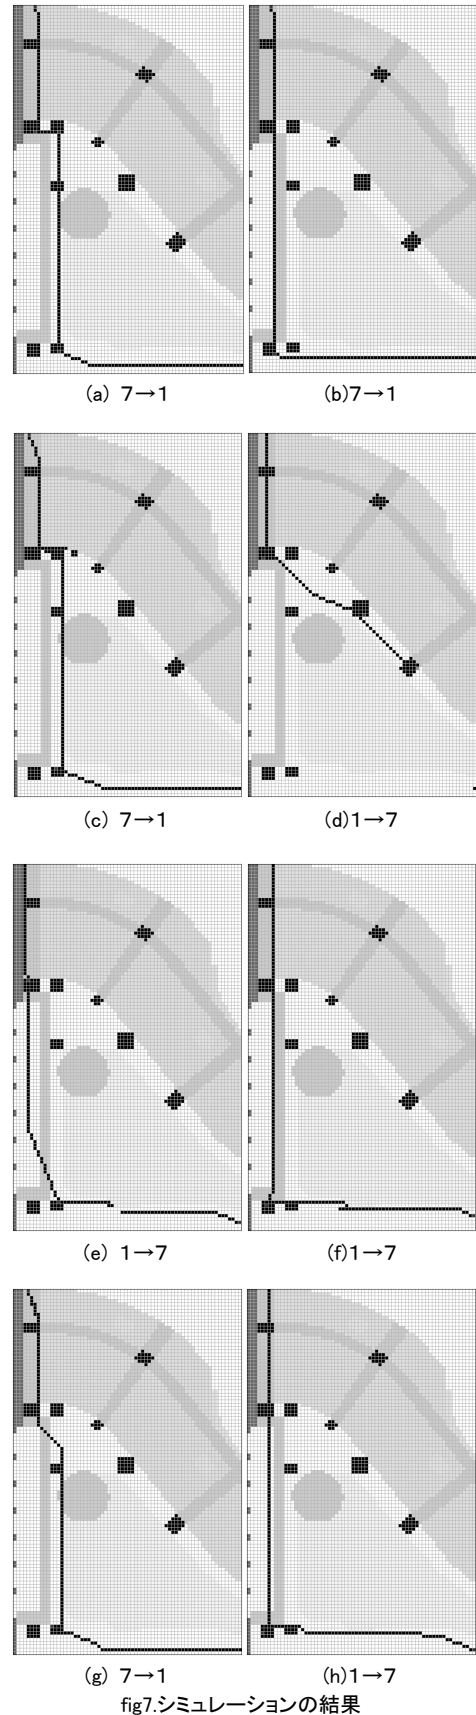 (a) 7→1
(b)7→1
(c) 7→1
(d)1→7
(e) 1→7
(f)1→7
(g) 7→1
(h)1→7
fig7.シミュレーションの結果